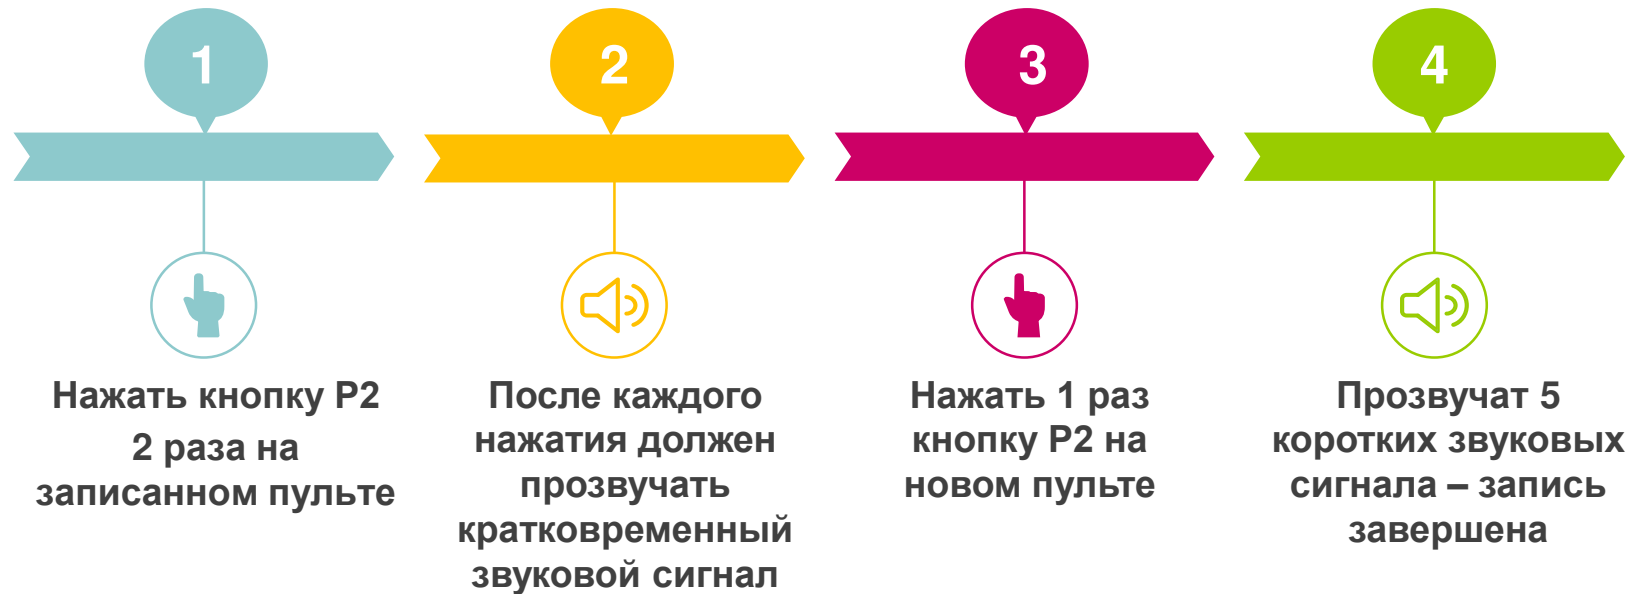 1
Нажать кнопку P2
2 раза на
записанном пульте
2
После каждого
нажатия должен
прозвучать
кратковременный
звуковой сигнал
3
Нажать 1 раз
кнопку P2 на
новом пульте
4
Прозвучат 5
коротких звуковых
сигнала – запись
завершена